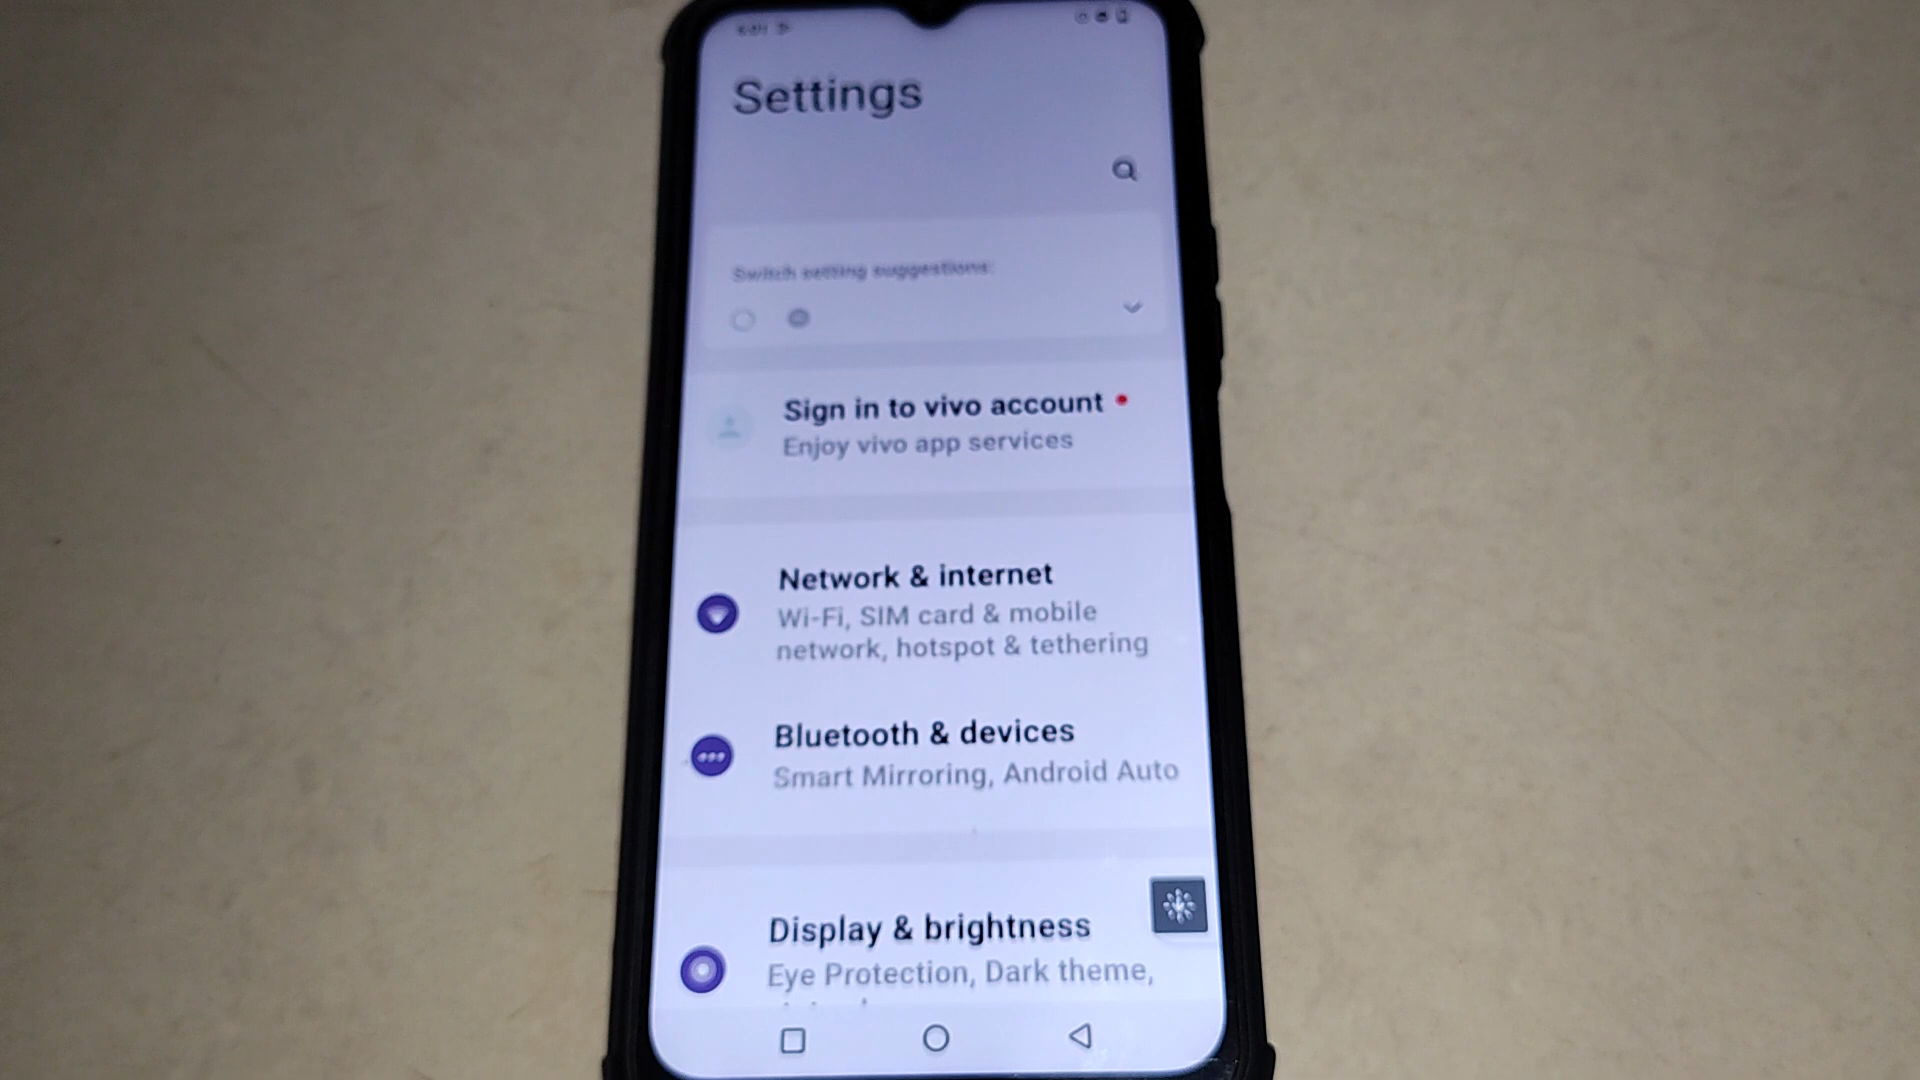 Settings
Switch setting suggestions:
Sign in to vivo account
Enjoy vivo app services
Network & internet
Wi-Fi, SIM card & mobile
network, hotspot & tethering
Bluetooth & devices
Smart Mirroring, Android Auto
Display & brightness
Eye Protection, Dark theme,